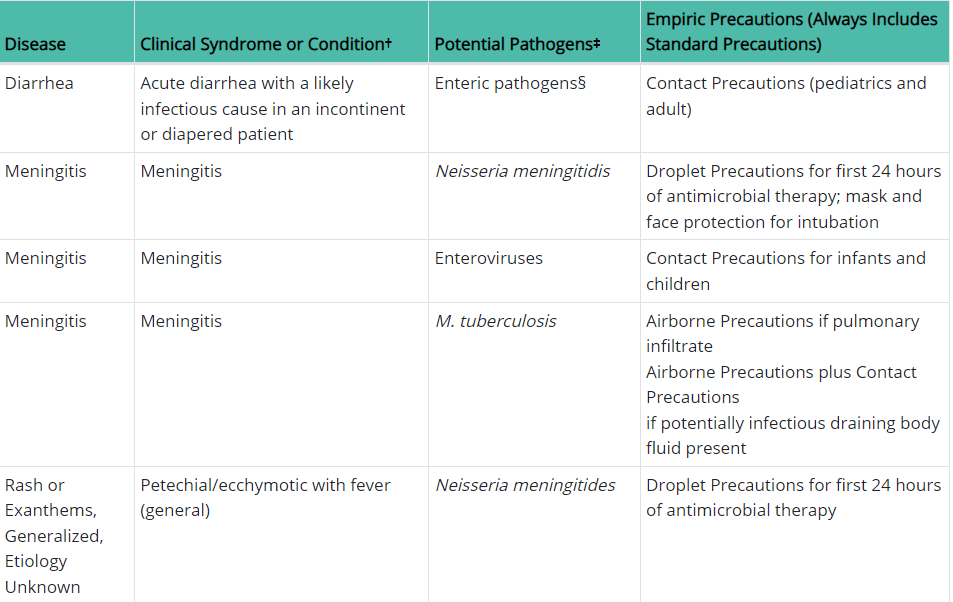 Disease
Clinical Syndrome or Condition†
Potential Pathogens‡
Empiric Precautions (Always Includes
Standard Precautions)
Diarrhea
Acute diarrhea with a likely
infectious cause in an incontinent
or diapered patient
Enteric pathogens§
Contact Precautions (pediatrics and
adult)
Meningitis
Meningitis
Neisseria meningitidis
Droplet Precautions for first 24 hours
of antimicrobial therapy; mask and
face protection for intubation
Meningitis
Meningitis
Enteroviruses
Contact Precautions for infants and
children
Meningitis
Meningitis
M. tuberculosis
Airborne Precautions if pulmonary
infiltrate
Airborne Precautions plus Contact
Precautions
if potentially infectious draining body
fluid present
Rash or
Exanthems,
Generalized,
Etiology
Unknown
Petechial/ecchymotic with fever
(general)
Neisseria meningitides
Droplet Precautions for first 24 hours
of antimicrobial therapy